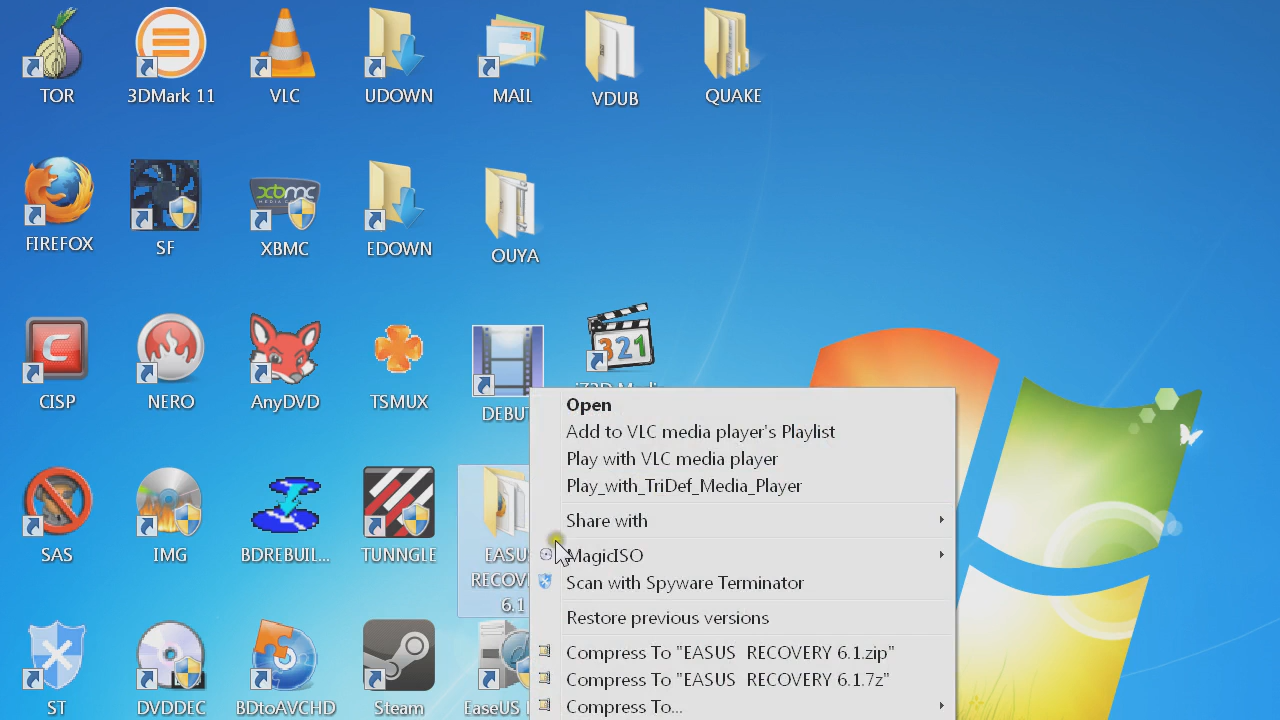 TOR
3DMark 11
VLC
UDOWN
MAIL
VDUB
QUAKE
FIREFOX
SF
xbmc
XBMC
EDOWN
OUYA
C
321
CISP
NERO
AnyDVD
TSMUX
DEBUT
Open
Add to VLC media player's Playlist
Play with VLC media player
Play_with_TriDef_Media_Player
Share with
MagicISO
Scan with Spyware Terminator
Restore previous versions
Compress To "EASUS RECOVERY 6.1.zip"
Compress To "EASUS RECOVERY 6.1.7z"
Compress To...
SAS
IMG
BDREBUIL...
TUNNGLE
EASUS
RECOVE
6.1
ST
DVDDEC
BDtoAVCHD
Steam
EaseUS